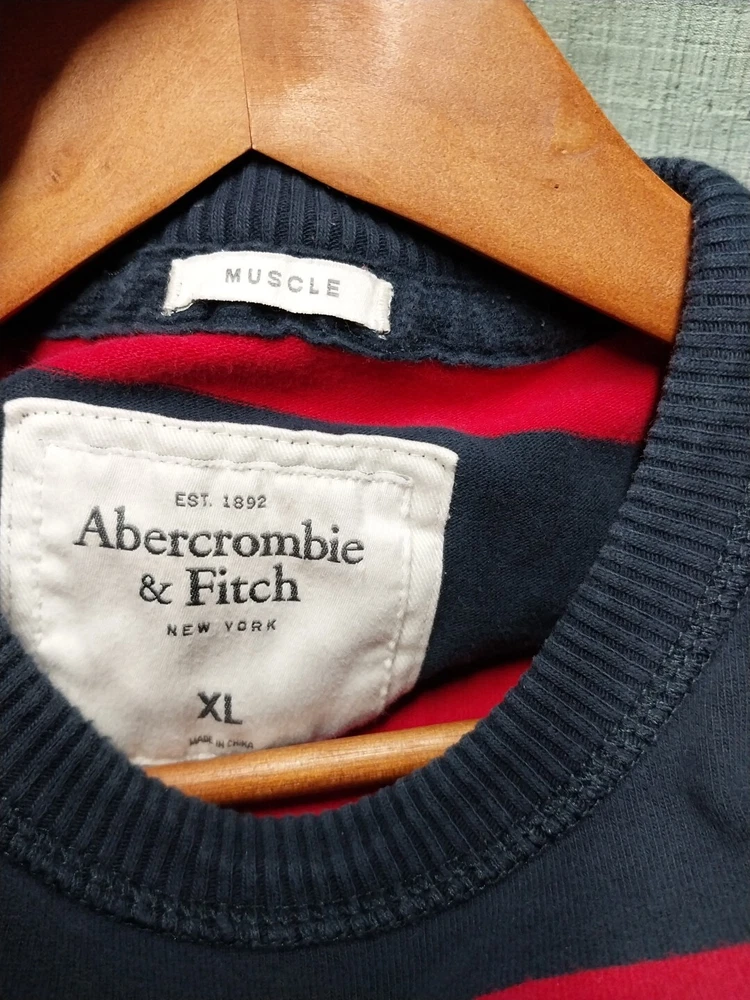 MUSCLE
EST. 1892
Abercrombie
& Fitch
NEW YORK
XL
MADE IN CHINA